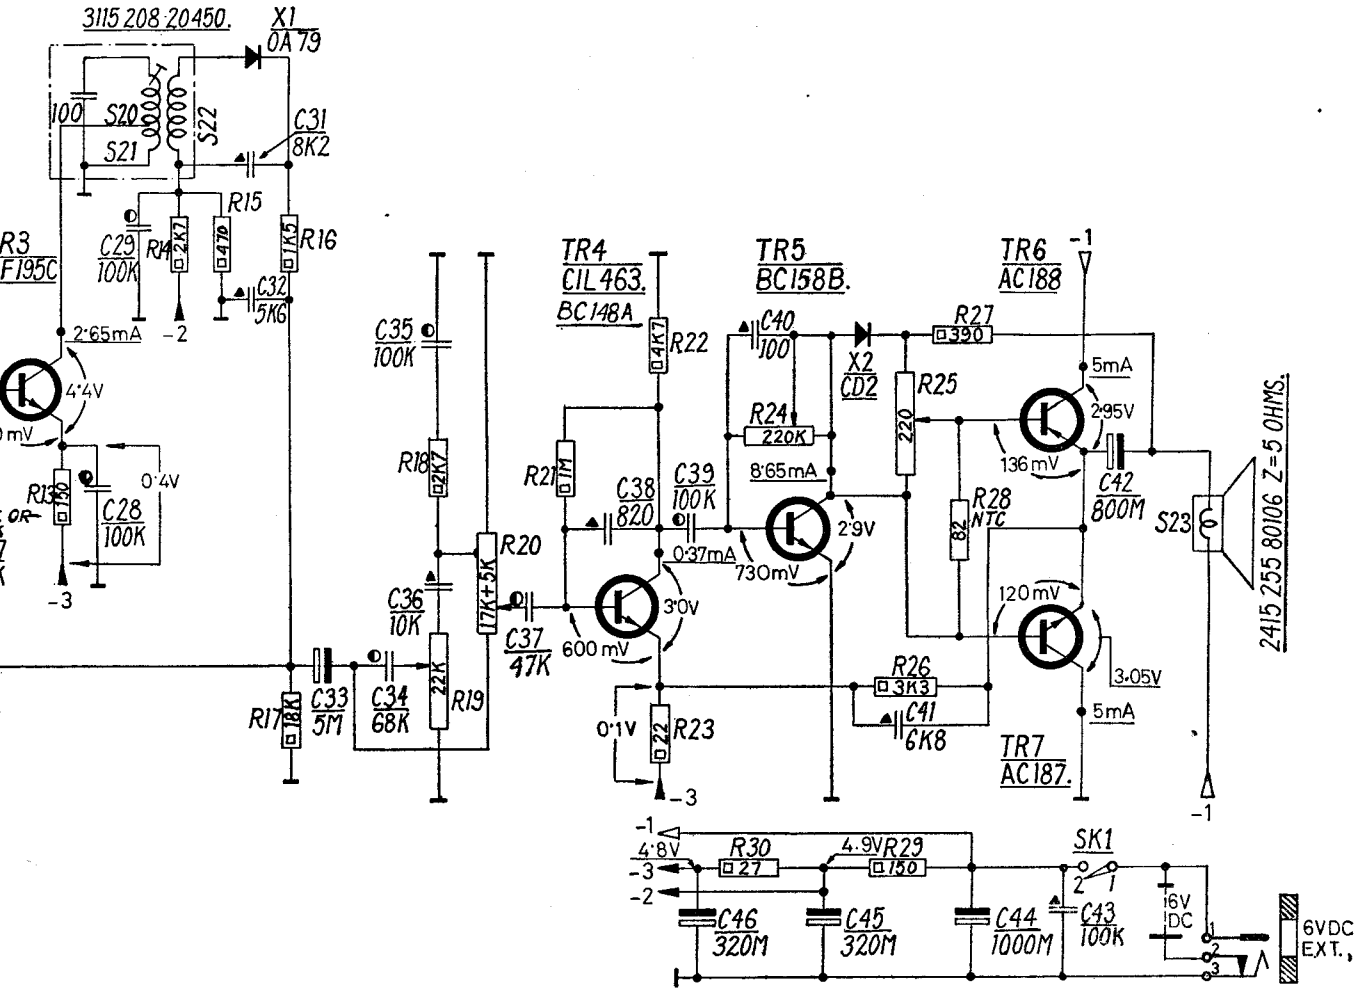 3115 208 20450.
X1
OA79
100
S20
S21
S22
C31
8K2
R15
R3
F195C
C29
100K
R14
2K7
470
1K5
R16
C32
5K6
-2
2.65mA
4.4V
mV
R13
150
OR
C28
100K
0.4V
-3
C35
100K
R18
2K7
C36
10K
22K
R19
R20
17K+5K
C33
5M
C34
68K
R17
18K
C37
47K
TR4
CIL463.
BC148A
4K7
R22
R21
1M
C38
820
C39
100K
0.37mA
3.0V
600mV
0.1V
22
R23
-3
TR5
BC158B.
C40
100
X2
CD2
R24
220K
8.65mA
2.9V
730mV
R27
390
R25
220
R28
NTC
82
TR6
AC188
-1
5mA
2.95V
136mV
C42
800M
120mV
3.05V
5mA
R26
3K3
C41
6K8
TR7
AC187.
S23
2415 255 80106 Z=5 OHMS.
-1
-1
4.8V
-3
-2
R30
27
4.9V
R29
150
SK1
2
1
C46
320M
C45
320M
C44
1000M
C43
100K
6V
DC
1
2
3
6VDC
EXT.,